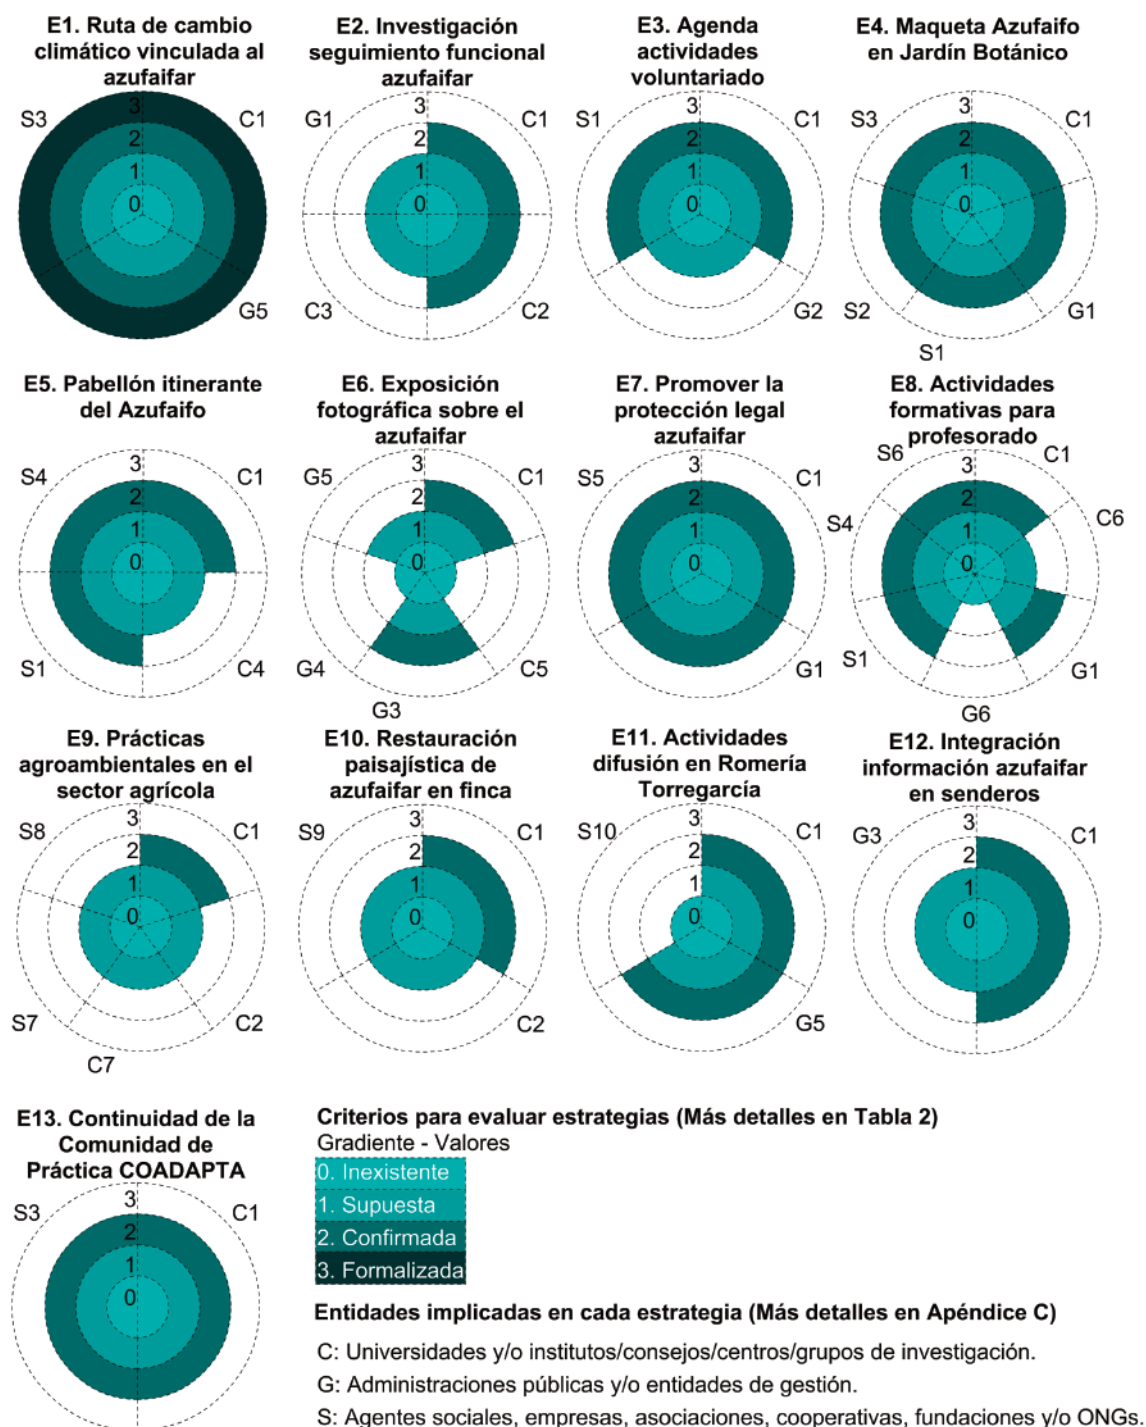 E1. Ruta de cambio
climático vinculada al
azufaifar
S3
3
2
1
0
C1
G5
E2. Investigación
seguimiento funcional
azufaifar
G1
3
2
1
0
C1
C3
C2
E3. Agenda
actividades
voluntariado
S1
3
2
1
0
C1
G2
E4. Maqueta Azufaifo
en Jardín Botánico
S3
3
2
1
0
C1
S2
G1
S1
E5. Pabellón itinerante
del Azufaifo
S4
3
2
1
0
C1
S1
C4
E6. Exposición
fotográfica sobre el
azufaifar
G5
3
2
1
0
C1
G4
C5
G3
E7. Promover la
protección legal
azufaifar
S5
3
2
1
0
C1
G1
E8. Actividades
formativas para
profesorado
S6
3
2
1
0
C1
S4
C6
S1
G1
G6
E9. Prácticas
agroambientales en el
sector agrícola
S8
3
2
1
0
C1
S7
C2
C7
E10. Restauración
paisajística de
azufaifar en finca
S9
3
2
1
0
C1
C2
E11. Actividades
difusión en Romería
Torregarcía
S10
3
2
1
0
C1
G5
E12. Integración
información azufaifar
en senderos
G3
3
2
1
0
C1
E13. Continuidad de la
Comunidad de
Práctica COADAPTA
S3
3
2
1
0
C1
Criterios para evaluar estrategias (Más detalles en Tabla 2)
Gradiente - Valores
0. Inexistente
1. Supuesta
2. Confirmada
3. Formalizada
Entidades implicadas en cada estrategia (Más detalles en Apéndice C)
C: Universidades y/o institutos/consejos/centros/grupos de investigación.
G: Administraciones públicas y/o entidades de gestión.
S: Agentes sociales, empresas, asociaciones, cooperativas, fundaciones y/o ONGs.